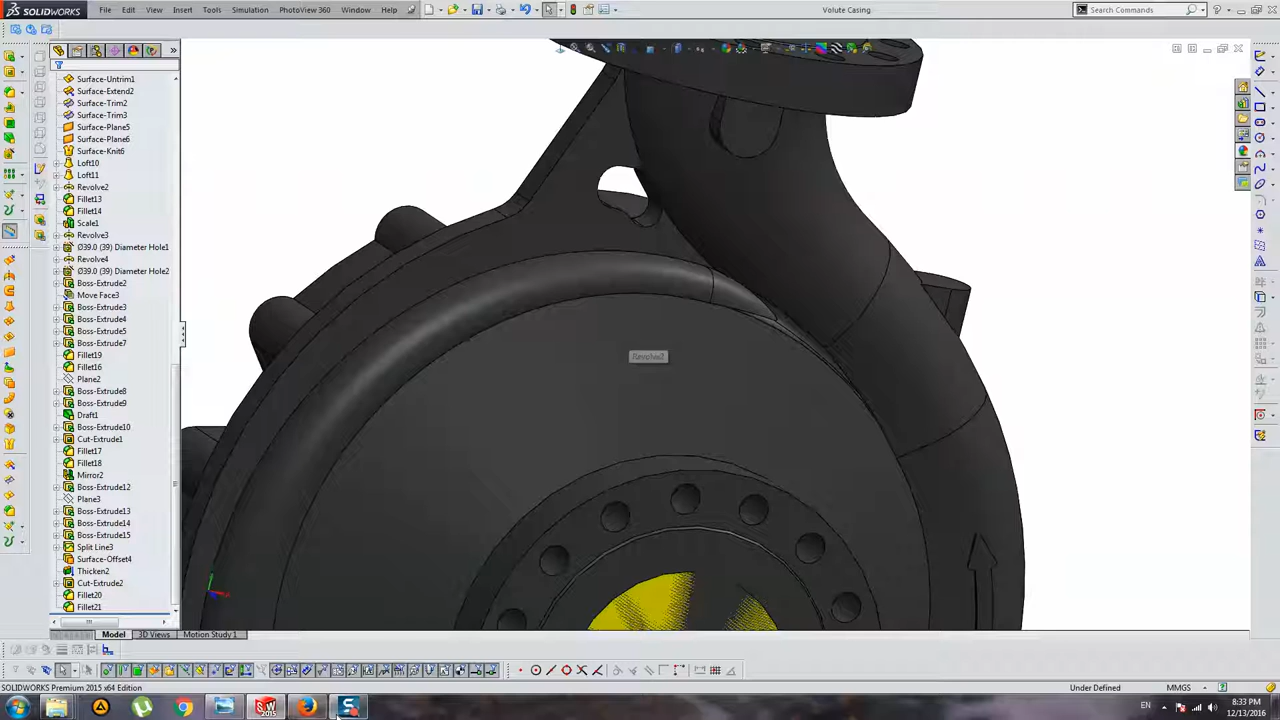 SOLIDWORKS
File Edit View Insert Tools Simulation PhotoView 360 Window Help
Volute Casing
Search Commands
Surface-Untrim1
Surface-Extend2
Surface-Trim2
Surface-Trim3
Surface-Plane5
Surface-Plane6
Surface-Knit6
Loft10
Loft11
Revolve2
Fillet13
Fillet14
Scale1
Revolve3
Ø39.0 (39) Diameter Hole1
Revolve4
Ø39.0 (39) Diameter Hole2
Boss-Extrude2
Move Face3
Boss-Extrude3
Boss-Extrude4
Boss-Extrude5
Boss-Extrude7
Fillet19
Fillet16
Plane2
Boss-Extrude8
Boss-Extrude9
Draft1
Boss-Extrude10
Cut-Extrude1
Fillet17
Fillet18
Mirror2
Boss-Extrude12
Plane3
Boss-Extrude13
Boss-Extrude14
Boss-Extrude15
Split Line3
Surface-Offset4
Thicken2
Cut-Extrude2
Fillet20
Fillet21
Revolve2
Model 3D Views Motion Study 1
SOLIDWORKS Premium 2015 x64 Edition
Under Defined MMGS
EN 8:33 PM
12/13/2016